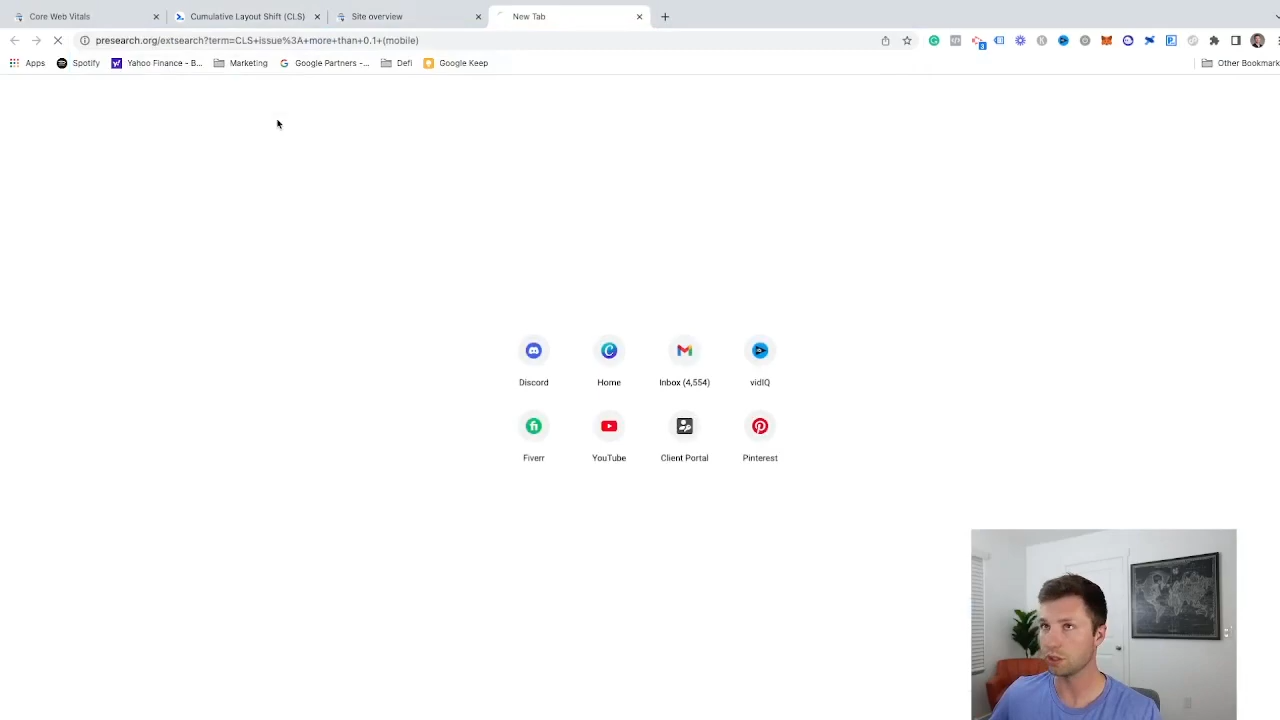 Core Web Vitals
Cumulative Layout Shift (CLS)
Site overview
New Tab
presearch.org/extsearch?term=CLS+issue%3A+more+than+0.1+(mobile)
3
Apps
Spotify
Yahoo Finance - B...
Marketing
Google Partners -...
Defi
Google Keep
Other Bookmark
Discord
Home
Inbox (4,554)
vidIQ
Fiverr
YouTube
Client Portal
Pinterest